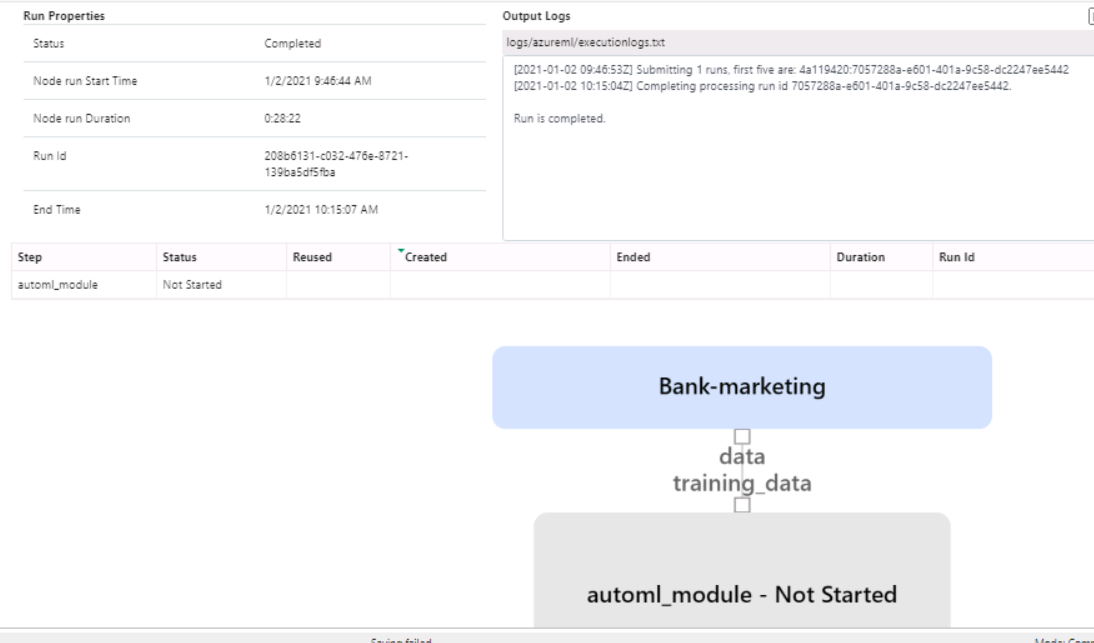 Run Properties
Status Completed
Node run Start Time 1/2/2021 9:46:44 AM
Node run Duration 0:28:22
Run Id 208b6131-c032-476e-8721-
139ba5df5fba
End Time 1/2/2021 10:15:07 AM
Output Logs
logs/azureml/executionlogs.txt
[2021-01-02 09:46:53Z] Submitting 1 runs, first five are: 4a119420:7057288a-e601-401a-9c58-dc2247ee5442
[2021-01-02 10:15:04Z] Completing processing run id 7057288a-e601-401a-9c58-dc2247ee5442.
Run is completed.
Step Status Reused Created Ended Duration Run Id
automl_module Not Started
Bank-marketing
data
training_data
automl_module - Not Started
Saving failed